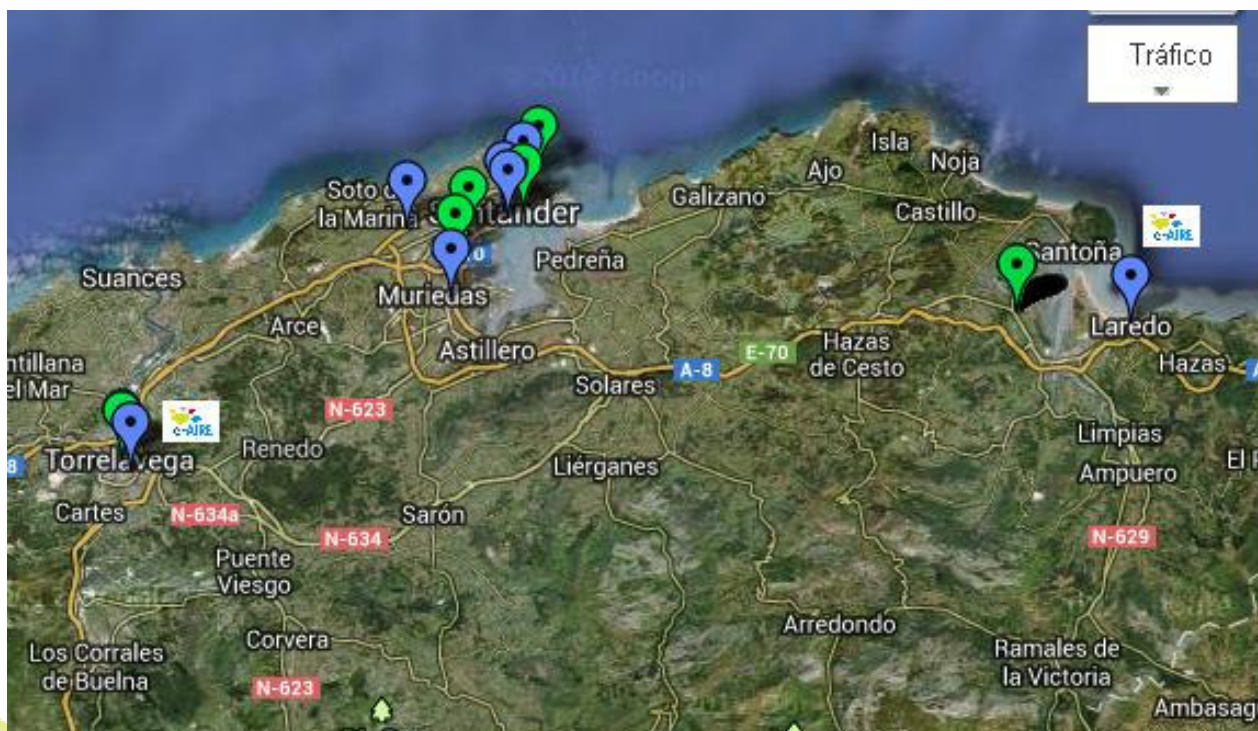 Tráfico
Isla
Noja
Ajo
Soto de
la Marina
Galizano
Castillo
Santander
Santoña
Pedreña
Suances
e-AIRE
Muriedas
Arce
Laredo
Astillero
Hazas
de Cesto
E-70
A-8
Solares
Hazas
ntillana
el Mar
N-623
e-AIRE
Renedo
Limpias
Torrelavega
Liérganes
Ampuero
8
Cartes
N-634a
Sarón
N-634
N-629
Puente
Viesgo
Arredondo
Corvera
Ramales de
la Victoria
Los Corrales
de Buelna
N-623
Ambasag